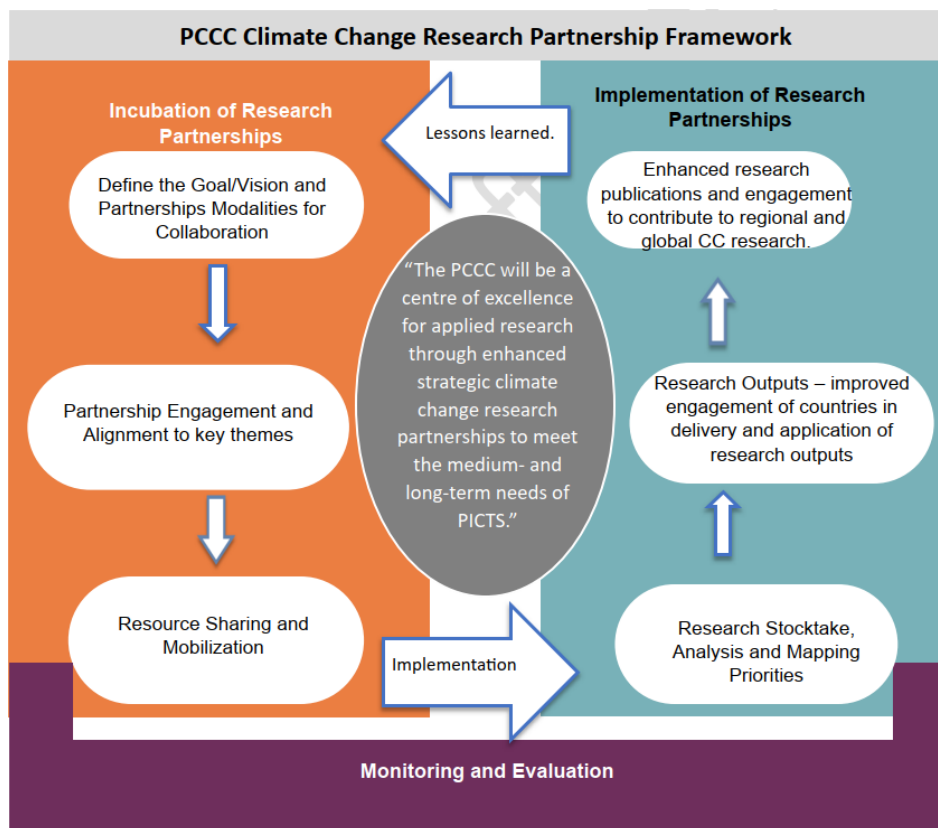 PCCC Climate Change Research Partnership Framework
Incubation of Research
Partnerships
Define the Goal/Vision and
Partnerships Modalities for
Collaboration
Partnership Engagement and
Alignment to key themes
Resource Sharing and
Mobilization
Lessons learned.
“The PCCC will be a
centre of excellence
for applied research
through enhanced
strategic climate
change research
partnerships to meet
the medium- and
long-term needs of
PICTS.”
Implementation
Implementation of Research
Partnerships
Enhanced research
publications and engagement
to contribute to regional and
global CC research.
Research Outputs – improved
engagement of countries in
delivery and application of
research outputs
Research Stocktake,
Analysis and Mapping
Priorities
Monitoring and Evaluation